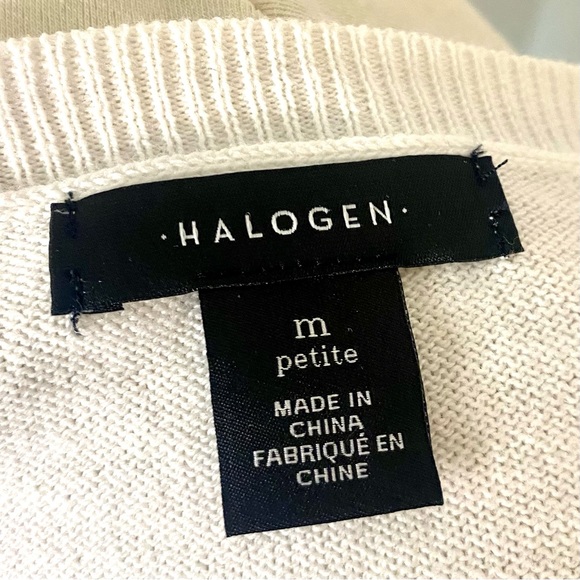 ·HALOGEN·
m
petite
MADE IN
CHINA
FABRIQUÉ EN
CHINE